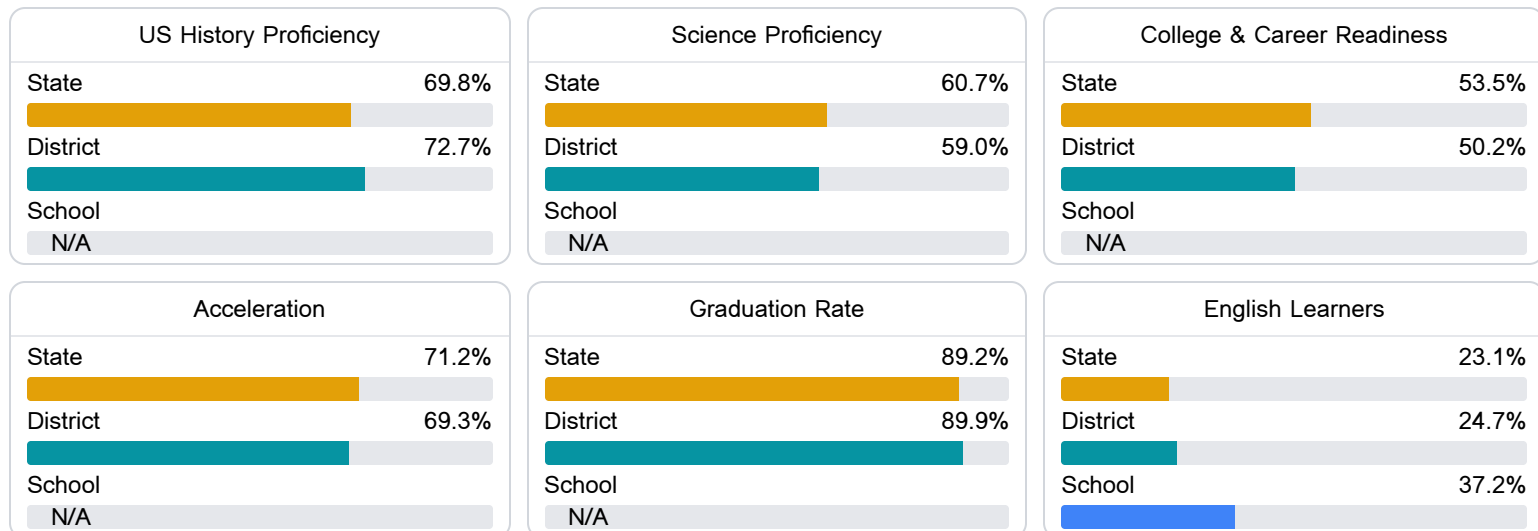 US History Proficiency
State 69.8%
District 72.7%
School
N/A
Science Proficiency
State 60.7%
District 59.0%
School
N/A
College & Career Readiness
State 53.5%
District 50.2%
School
N/A
Acceleration
State 71.2%
District 69.3%
School
N/A
Graduation Rate
State 89.2%
District 89.9%
School
N/A
English Learners
State 23.1%
District 24.7%
School 37.2%